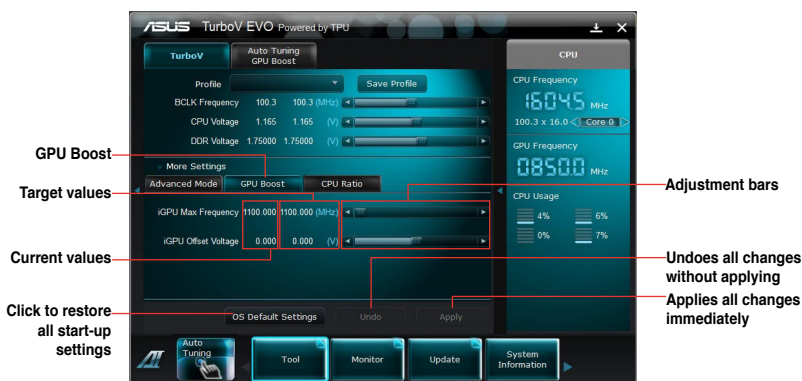 ASUS TurboV EVO Powered by TPU
TurboV
Auto Tuning
GPU Boost
Profile
Save Profile
BCLK Frequency 100.3 100.3 (MHz)
CPU Voltage 1.165 1.165 (V)
DDR Voltage 1.75000 1.75000 (V)
More Settings
Advanced Mode GPU Boost CPU Ratio
iGPU Max Frequency 1100.000 1100.000 (MHz)
iGPU Offset Voltage 0.000 0.000 (V)
OS Default Settings Undo Apply
Auto
Tuning
Tool
Monitor
Update
System
Information
CPU
CPU Frequency
1604.5 MHz
100.3 x 16.0 Core 0
GPU Frequency
0850.0 MHz
CPU Usage
4% 6%
0% 7%
GPU Boost
Target values
Current values
Click to restore
all start-up
settings
Adjustment bars
Undoes all changes
without applying
Applies all changes
immediately